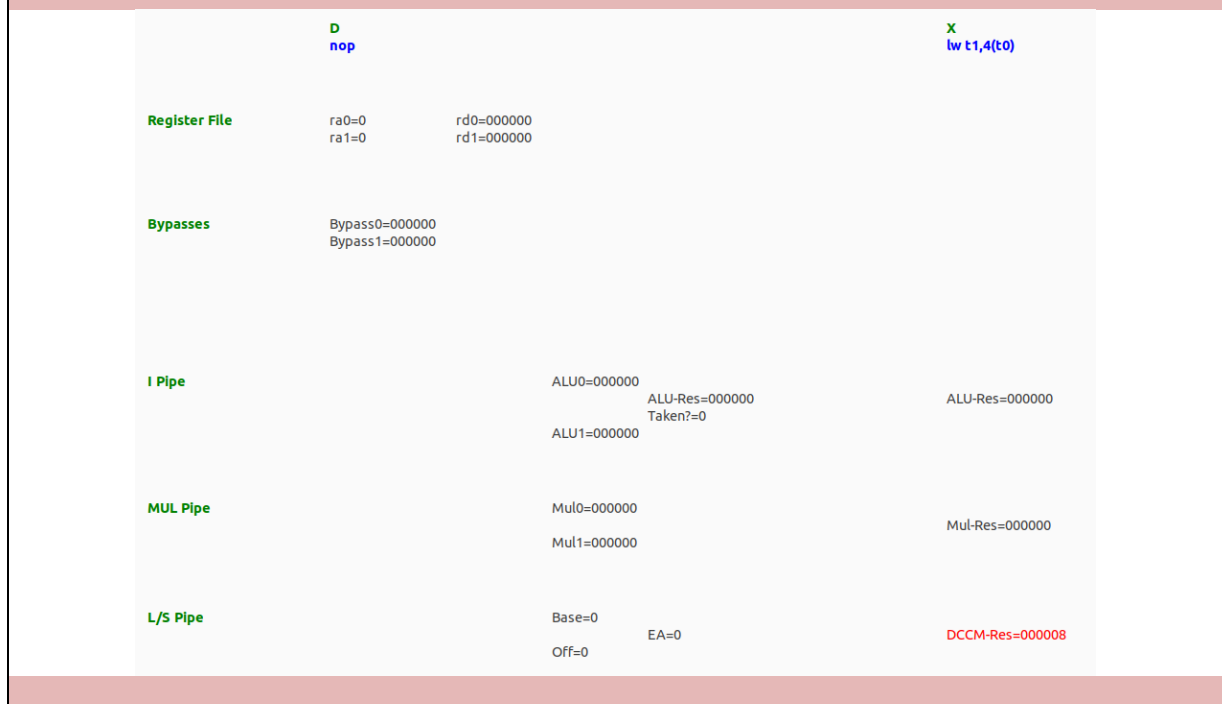 D X
nop lw t1,4(t0)
Register File ra0=0 rd0=000000
ra1=0 rd1=000000
Bypasses Bypass0=000000
Bypass1=000000
I Pipe ALU0=000000
ALU-Res=000000 ALU-Res=000000
Taken?=0
ALU1=000000
MUL Pipe Mul0=000000
Mul-Res=000000
Mul1=000000
L/S Pipe Base=0
EA=0 DCCM-Res=000008
Off=0